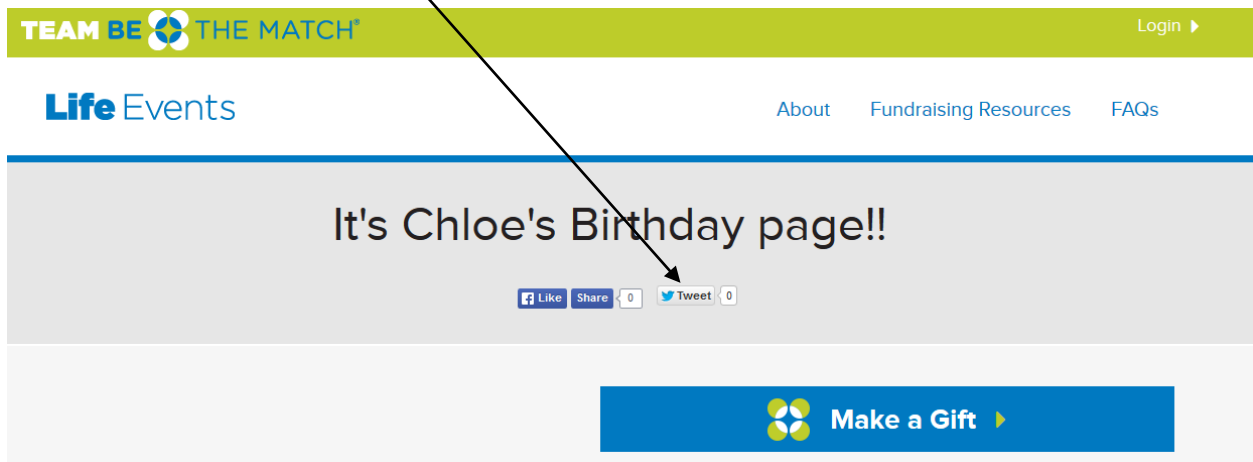 TEAM BE THE MATCH® Login
Life Events About Fundraising Resources FAQs
It's Chloe's Birthday page!!
Like Share 0 Tweet 0
Make a Gift